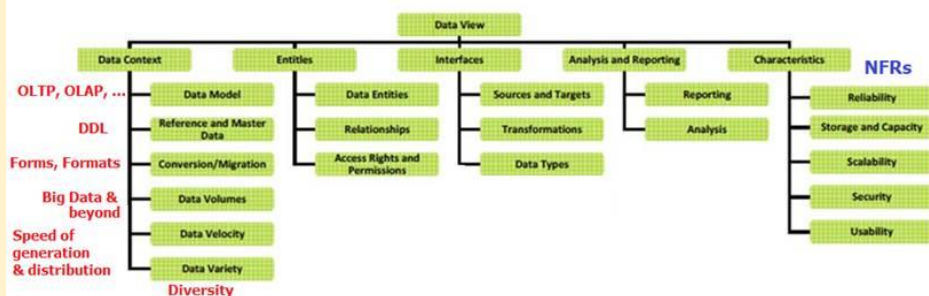 Data View
Data Context
Entitles
Interfaces
Analysis and Reporting
Characteristics
NFRs
OLTP, OLAP, ...
Data Model
Data Entities
Sources and Targets
Reporting
Reliability
DDL
Reference and Master
Data
Relationships
Transformations
Analysis
Storage and Capacity
Forms, Formats
Conversion/Migration
Access Rights and
Permissions
Data Types
Scalability
Big Data &
beyond
Data Volumes
Security
Speed of
generation
& distribution
Data Velocity
Usability
Data Variety
Diversity